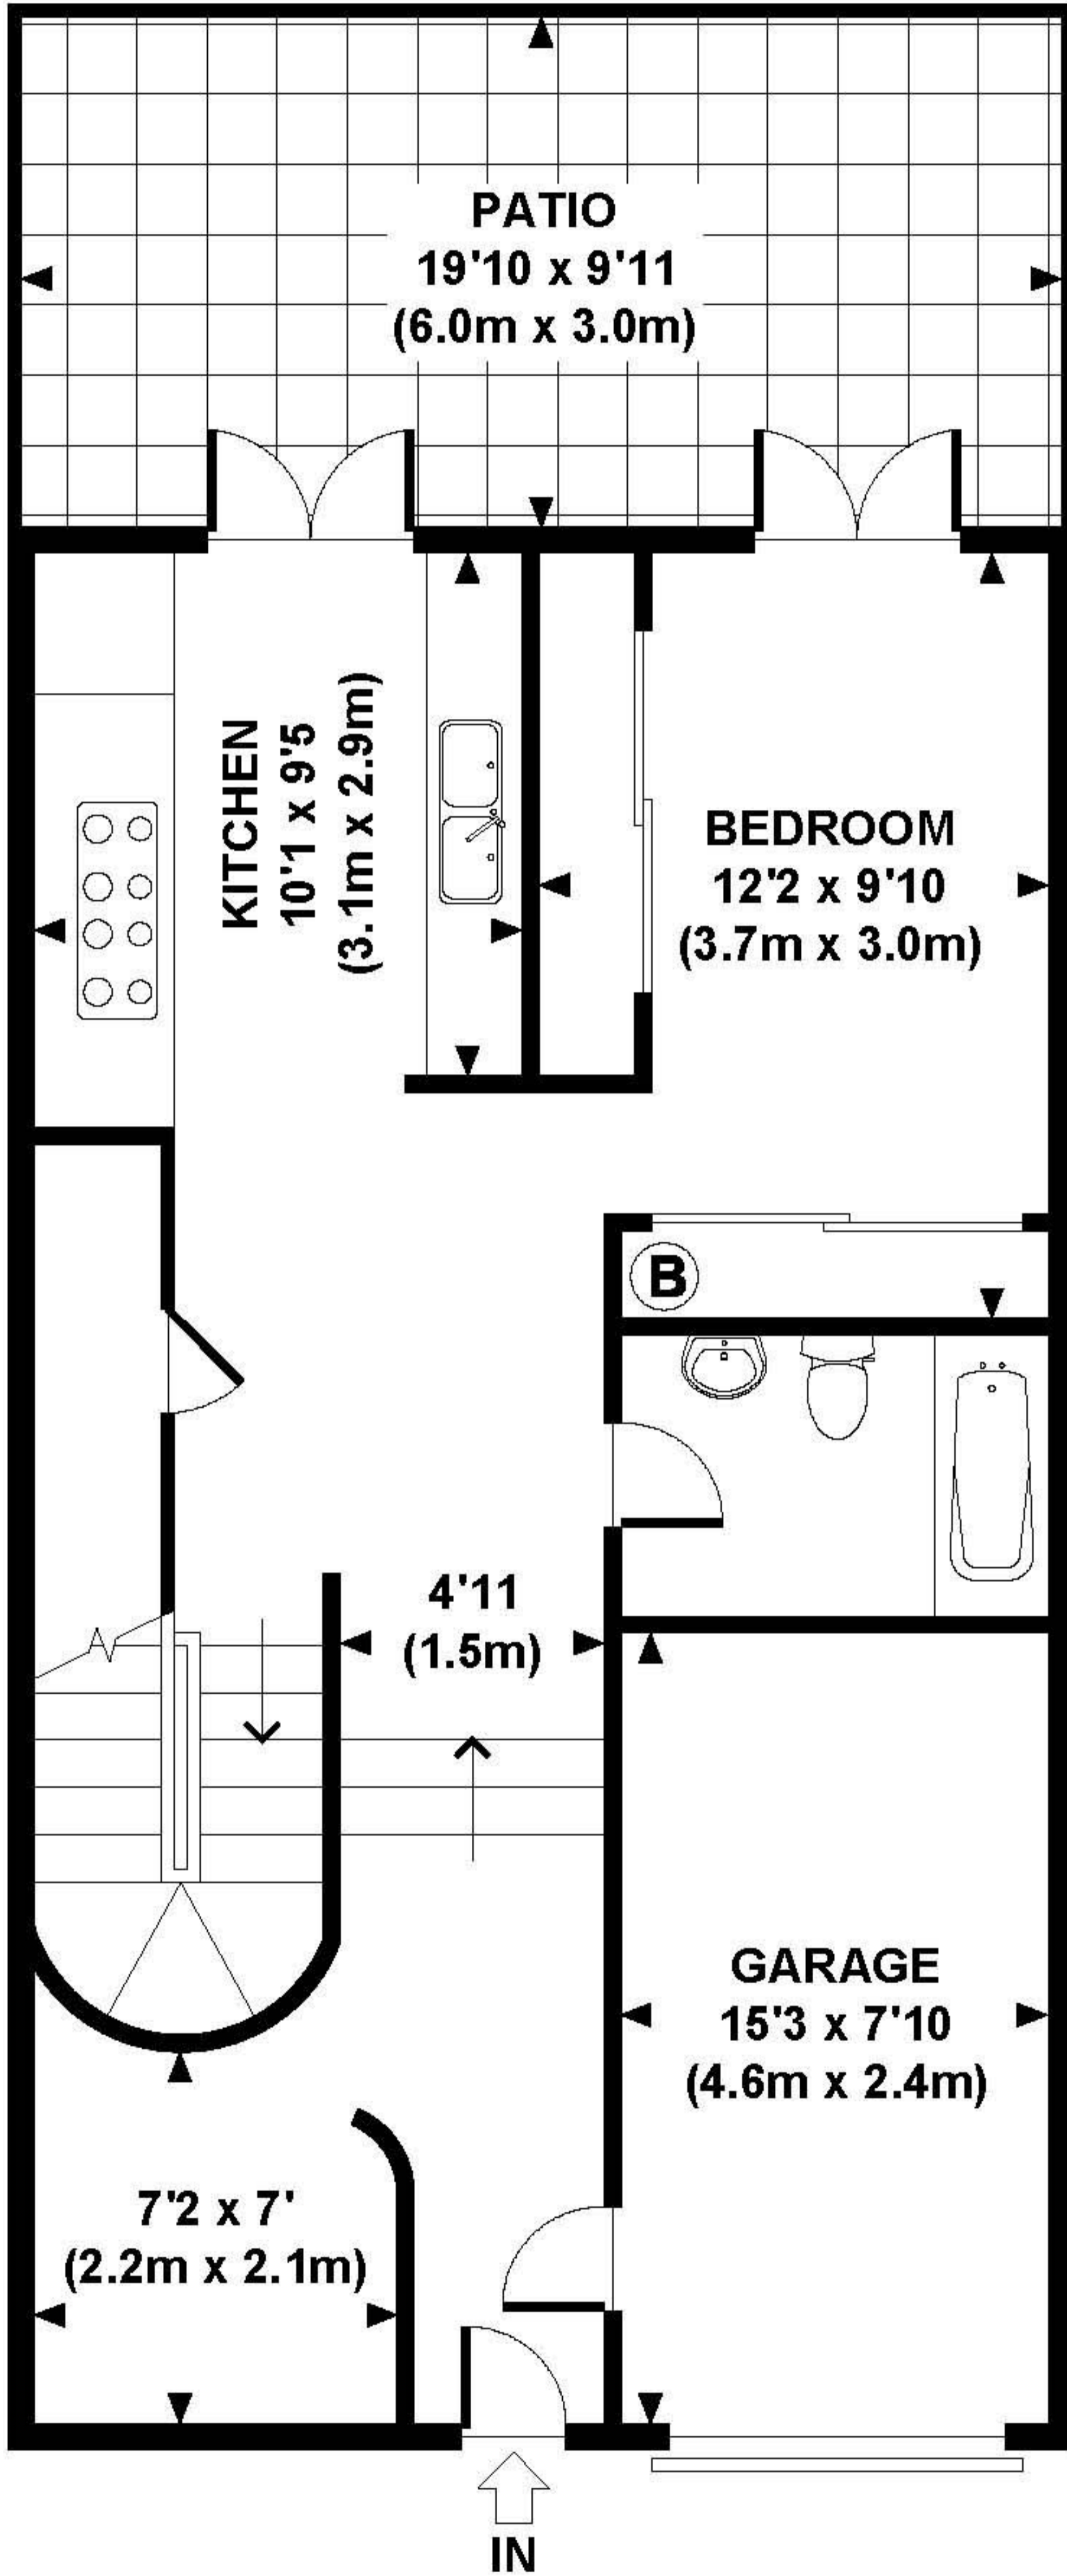 PATIO
19'10 x 9'11
(6.0m x 3.0m)
KITCHEN
10'1 x 9'5
(3.1m x 2.9m)
BEDROOM
12'2 x 9'10
(3.7m x 3.0m)
B
4'11
(1.5m)
GARAGE
15'3 x 7'10
(4.6m x 2.4m)
7'2 x 7'
(2.2m x 2.1m)
IN